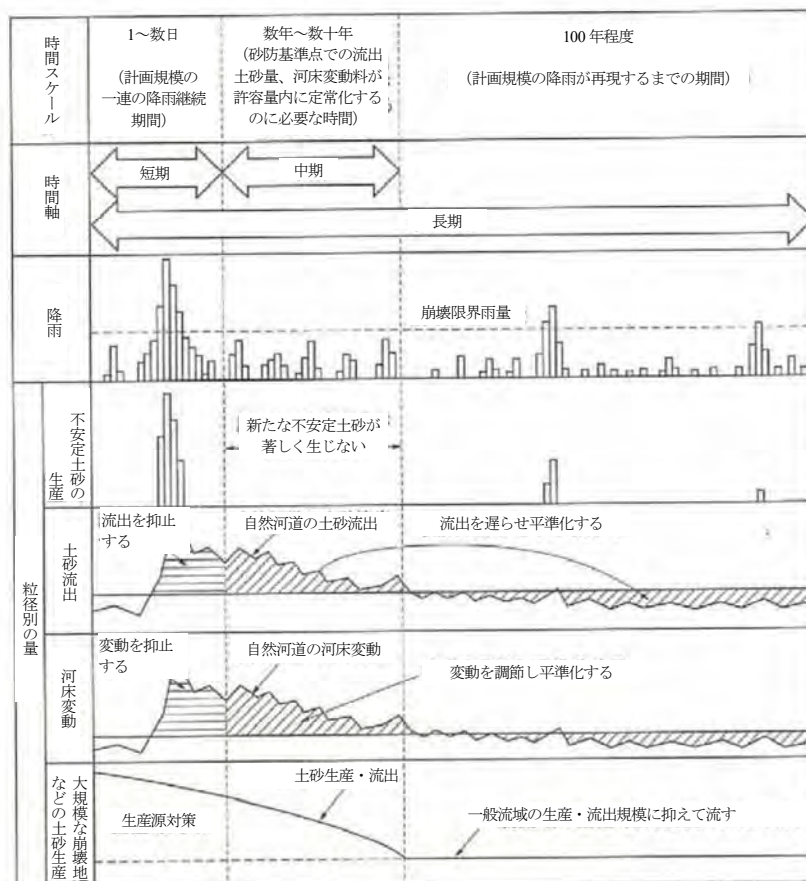 時間スケール
1～数日
(計画規模の
一連の降雨継続
期間)
数年～数十年
(砂防基準点での流出
土砂量、河床変動料が
許容量内に定常化する
のに必要な時間)
100 年程度
(計画規模の降雨が再現するまでの期間)
時間軸
短期
中期
長期
降雨
崩壊限界雨量
粒径別の量
不安定土砂の
生産
新たな不安定土砂が
著しく生じない
土砂流出
流出を抑止
する
自然河道の土砂流出
流出を遅らせ平準化する
河床変動
変動を抑止
する
自然河道の河床変動
変動を調節し平準化する
大規模な崩壊地
などの土砂生産
土砂生産・流出
生産源対策
一般流域の生産・流出規模に抑えて流す